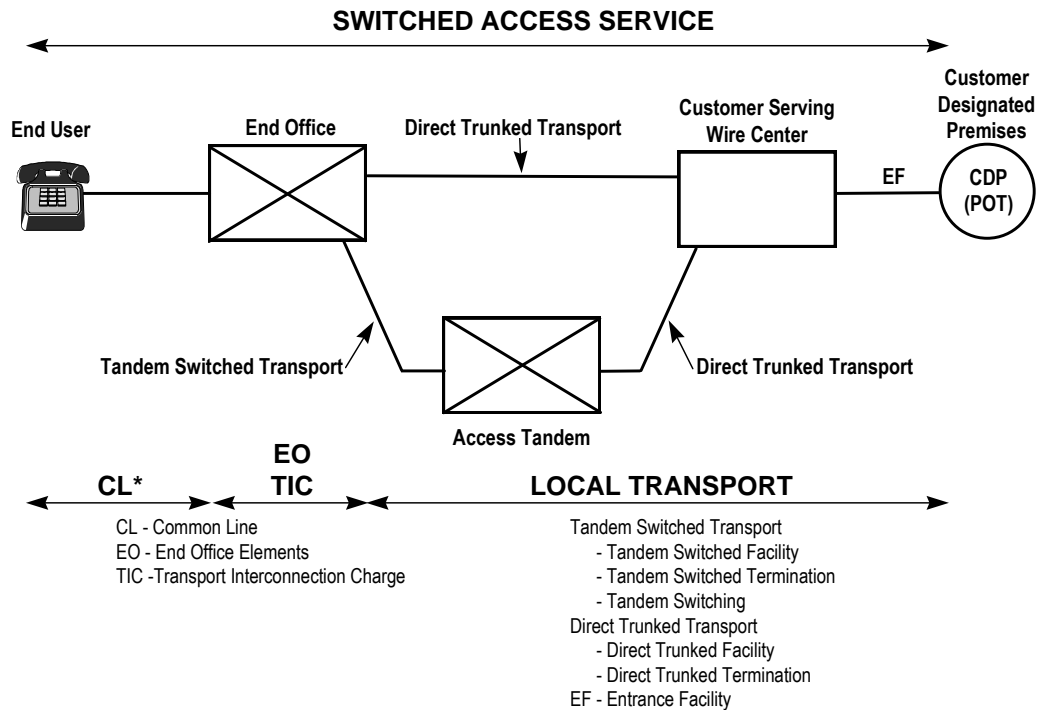 SWITCHED ACCESS SERVICE
Customer
Designated
Premises
End User
End Office
Direct Trunked Transport
Customer Serving
Wire Center
EF
CDP
(POT)
Tandem Switched Transport
Direct Trunked Transport
Access Tandem
EO
CL*
TIC
LOCAL TRANSPORT
CL - Common Line
EO - End Office Elements
TIC -Transport Interconnection Charge
Tandem Switched Transport
- Tandem Switched Facility
- Tandem Switched Termination
- Tandem Switching
Direct Trunked Transport
- Direct Trunked Facility
- Direct Trunked Termination
EF - Entrance Facility